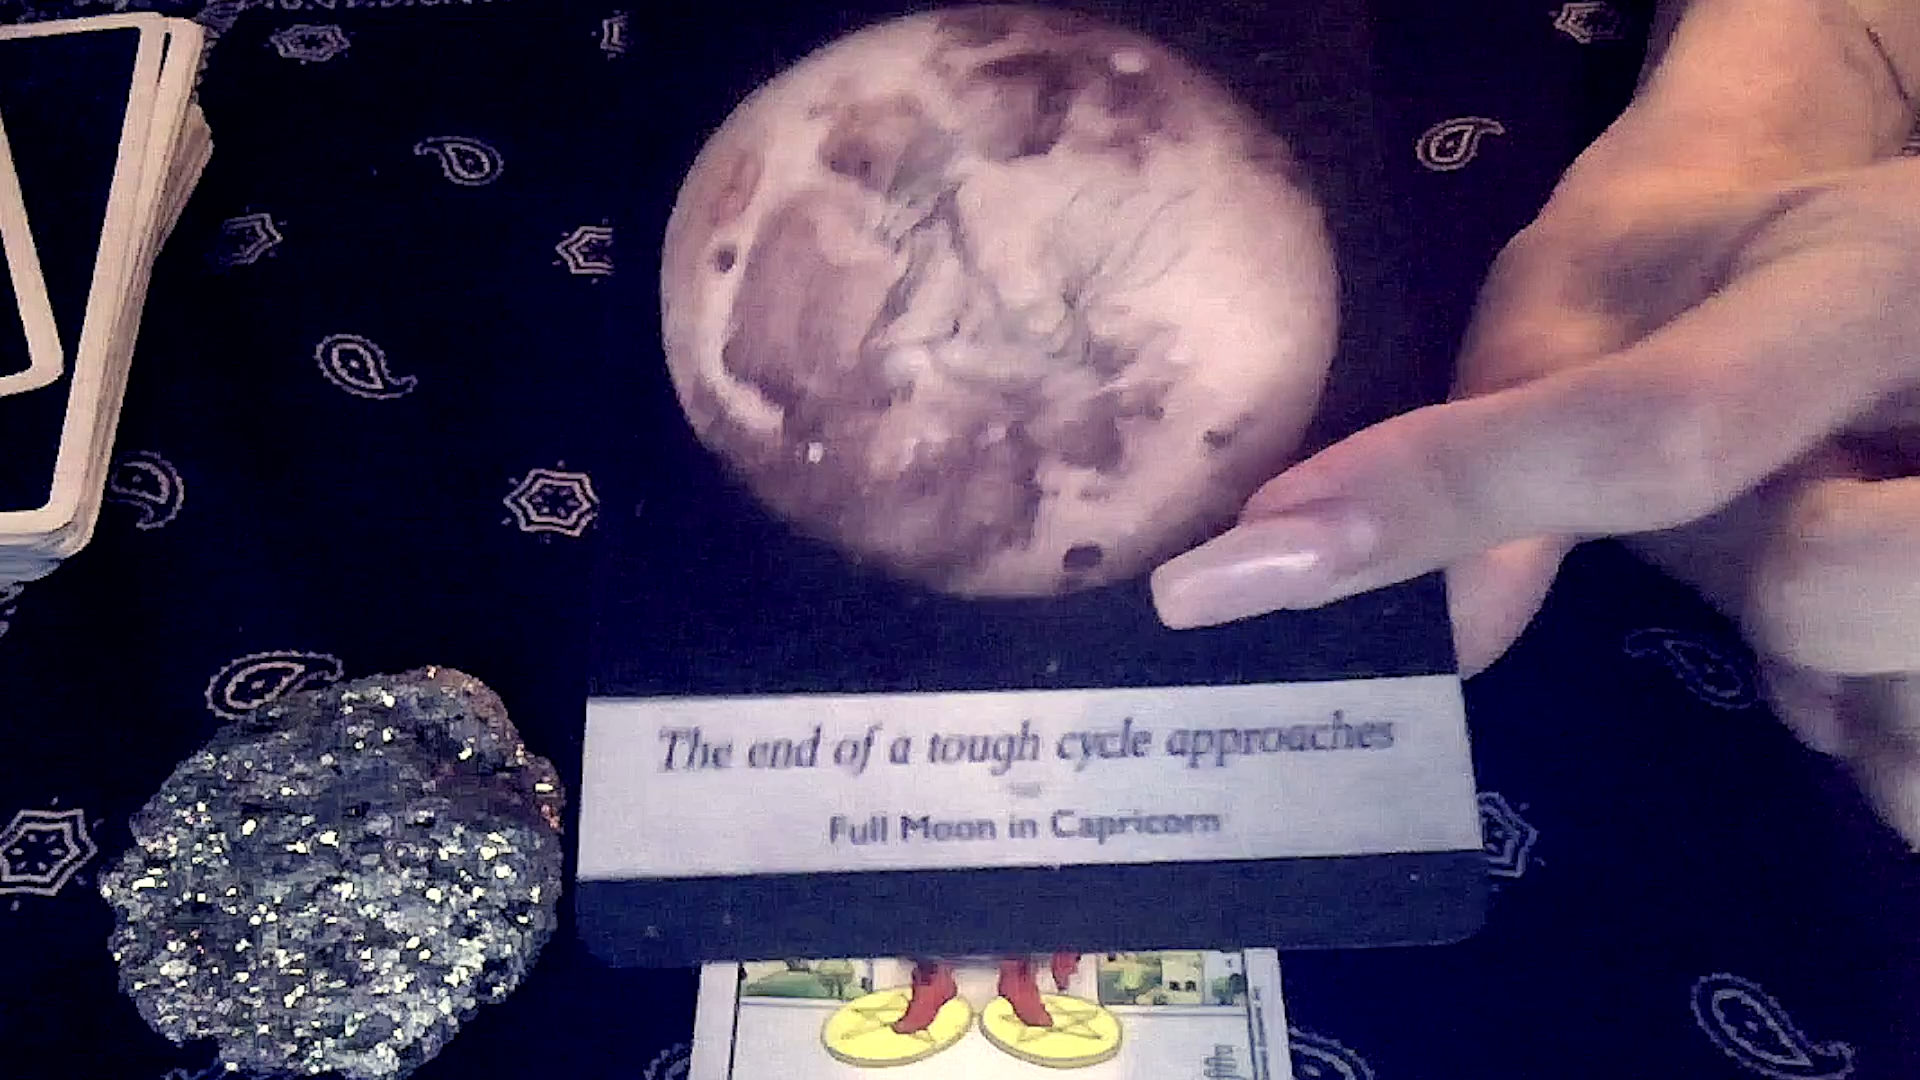 The end of a tough cycle approaches
Full Moon in Capricorn